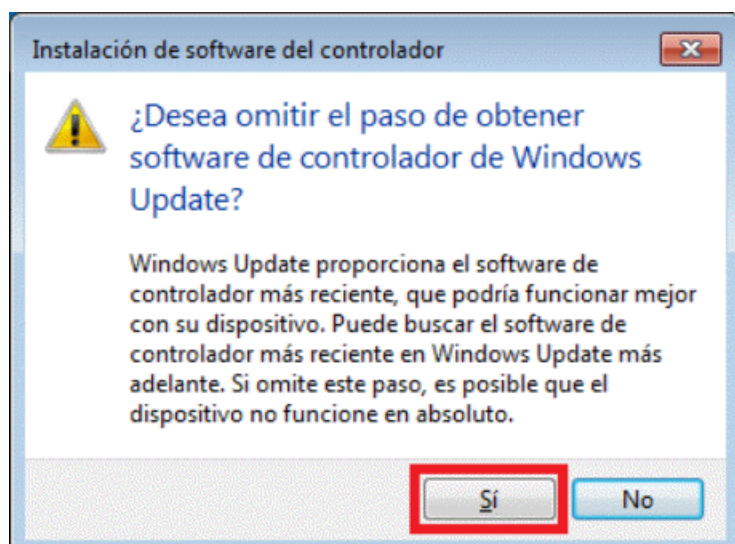 Instalación de software del controlador
¿Desea omitir el paso de obtener
software de controlador de Windows
Update?
Windows Update proporciona el software de
controlador más reciente, que podría funcionar mejor
con su dispositivo. Puede buscar el software de
controlador más reciente en Windows Update más
adelante. Si omite este paso, es posible que el
dispositivo no funcione en absoluto.
Sí No